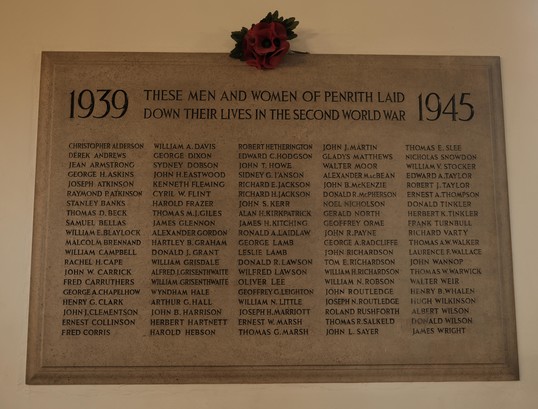 1939 THESE MEN AND WOMEN OF PENRITH LAID 1945
DOWN THEIR LIVES IN THE SECOND WORLD WAR
CHRISTOPHER ALDERSON
DEREK ANDREWS
JEAN ARMSTRONG
GEORGE H. ASKINS
JOSEPH ATKINSON
RAYMOND P. ATKINSON
STANLEY BANKS
THOMAS D. BECK
SAMUEL BELLAS
WILLIAM E. BLAYLOCK
MALCOLM BRENNAND
WILLIAM CAMPBELL
RACHEL H. CAPE
JOHN W. CARRICK
FRED CARRUTHERS
GEORGE A. CHAPELHOW
HENRY G. CLARK
JOHN J. CLEMENTSON
ERNEST COLLINSON
FRED CORRIS
WILLIAM A. DAVIS
GEORGE DIXON
SYDNEY DOBSON
JOHN H. EASTWOOD
KENNETH FLEMING
CYRIL W. FLINT
HAROLD FRAZER
THOMAS M. J. GILES
JAMES GLENNON
ALEXANDER GORDON
HARTLEY B. GRAHAM
DONALD J. GRANT
WILLIAM GRISDALE
ALFRED J. GRISENTHWAITE
WILLIAM GRISENTHWAITE
WYNDHAM HALE
ARTHUR G. HALL
JOHN B. HARRISON
HERBERT HARTNETT
HAROLD HEBSON
ROBERT HETHERINGTON
EDWARD C. HODGSON
JOHN T. HOWE
SIDNEY G. I'ANSON
RICHARD E. JACKSON
RICHARD H. JACKSON
JOHN S. KERR
ALAN H. KIRKPATRICK
JAMES H. KITCHING
RONALD A. LAIDLAW
GEORGE LAMB
LESLIE LAMB
DONALD R. LAWSON
WILFRED LAWSON
OLIVER LEE
GEOFFREY G. LEIGHTON
WILLIAM N. LITTLE
JOSEPH H. MARRIOTT
ERNEST W. MARSH
THOMAS G. MARSH
JOHN J. MARTIN
GLADYS MATTHEWS
WALTER MOOR
ALEXANDER MACBEAN
JOHN B. McKENZIE
DONALD R. McPHERSON
NOEL NICHOLSON
GERALD NORTH
GEOFFREY ORME
JOHN B. PAYNE
GEORGE A. RADCLIFFE
JOHN RICHARDSON
TOM E. RICHARDSON
WILLIAM H. RICHARDSON
WILLIAM N. ROBSON
JOHN ROUTLEDGE
JOSEPH N. ROUTLEDGE
ROLAND RUSHFORTH
THOMAS R. SALKELD
JOHN L. SAYER
THOMAS E. SLEE
NICHOLAS SNOWDON
WILLIAM V. STOCKER
EDWARD A. TAYLOR
ROBERT J. TAYLOR
ERNEST A. THOMPSON
DONALD TINKLER
HERBERT K. TINKLER
FRANK TURNBULL
RICHARD VARTY
THOMAS A. W. WALKER
LAURENCE F. WALLACE
JOHN WANNOP
THOMAS W. WARWICK
WALTER WEIR
HENRY B. WHALEN
HUGH WILKINSON
ALBERT WILSON
DONALD WILSON
JAMES WRIGHT